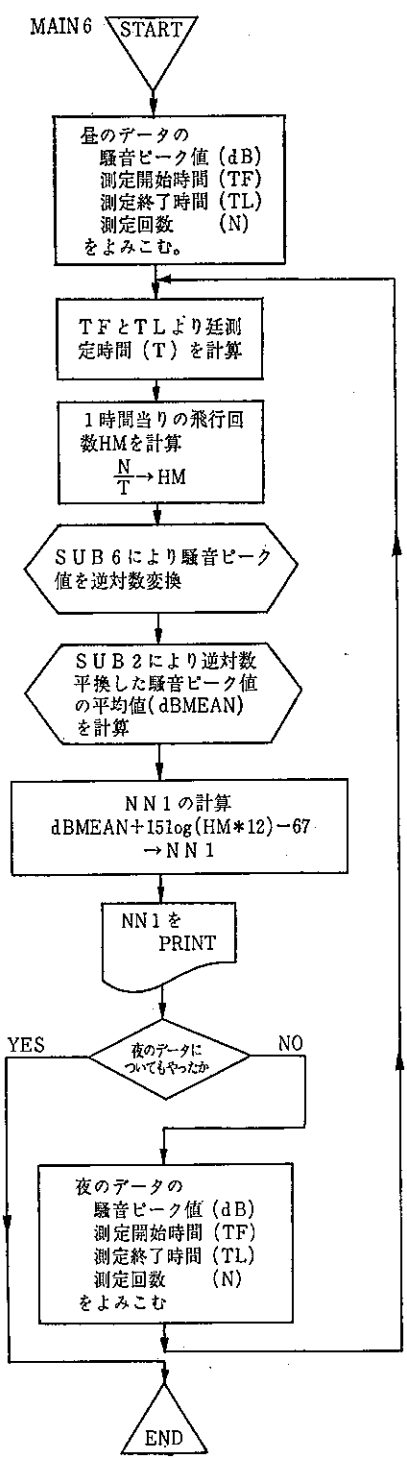 MAIN6
START
昼のデータの
騒音ピーク値(dB)
測定開始時間(TF)
測定終了時間(TL)
測定回数 (N)
をよみこむ。
TFとTLより延測
定時間(T)を計算
1時間当りの飛行回
数HMを計算
N/T→HM
SUB6により騒音ピーク
値を逆対数変換
SUB2により逆対数
平換した騒音ピーク値
の平均値(dBMEAN)
を計算
NN1の計算
dBMEAN+15log(HM*12)-67
→NN1
NN1を
PRINT
YES
夜のデータに
ついてもやったか
NO
夜のデータの
騒音ピーク値(dB)
測定開始時間(TF)
測定終了時間(TL)
測定回数 (N)
をよみこむ
END